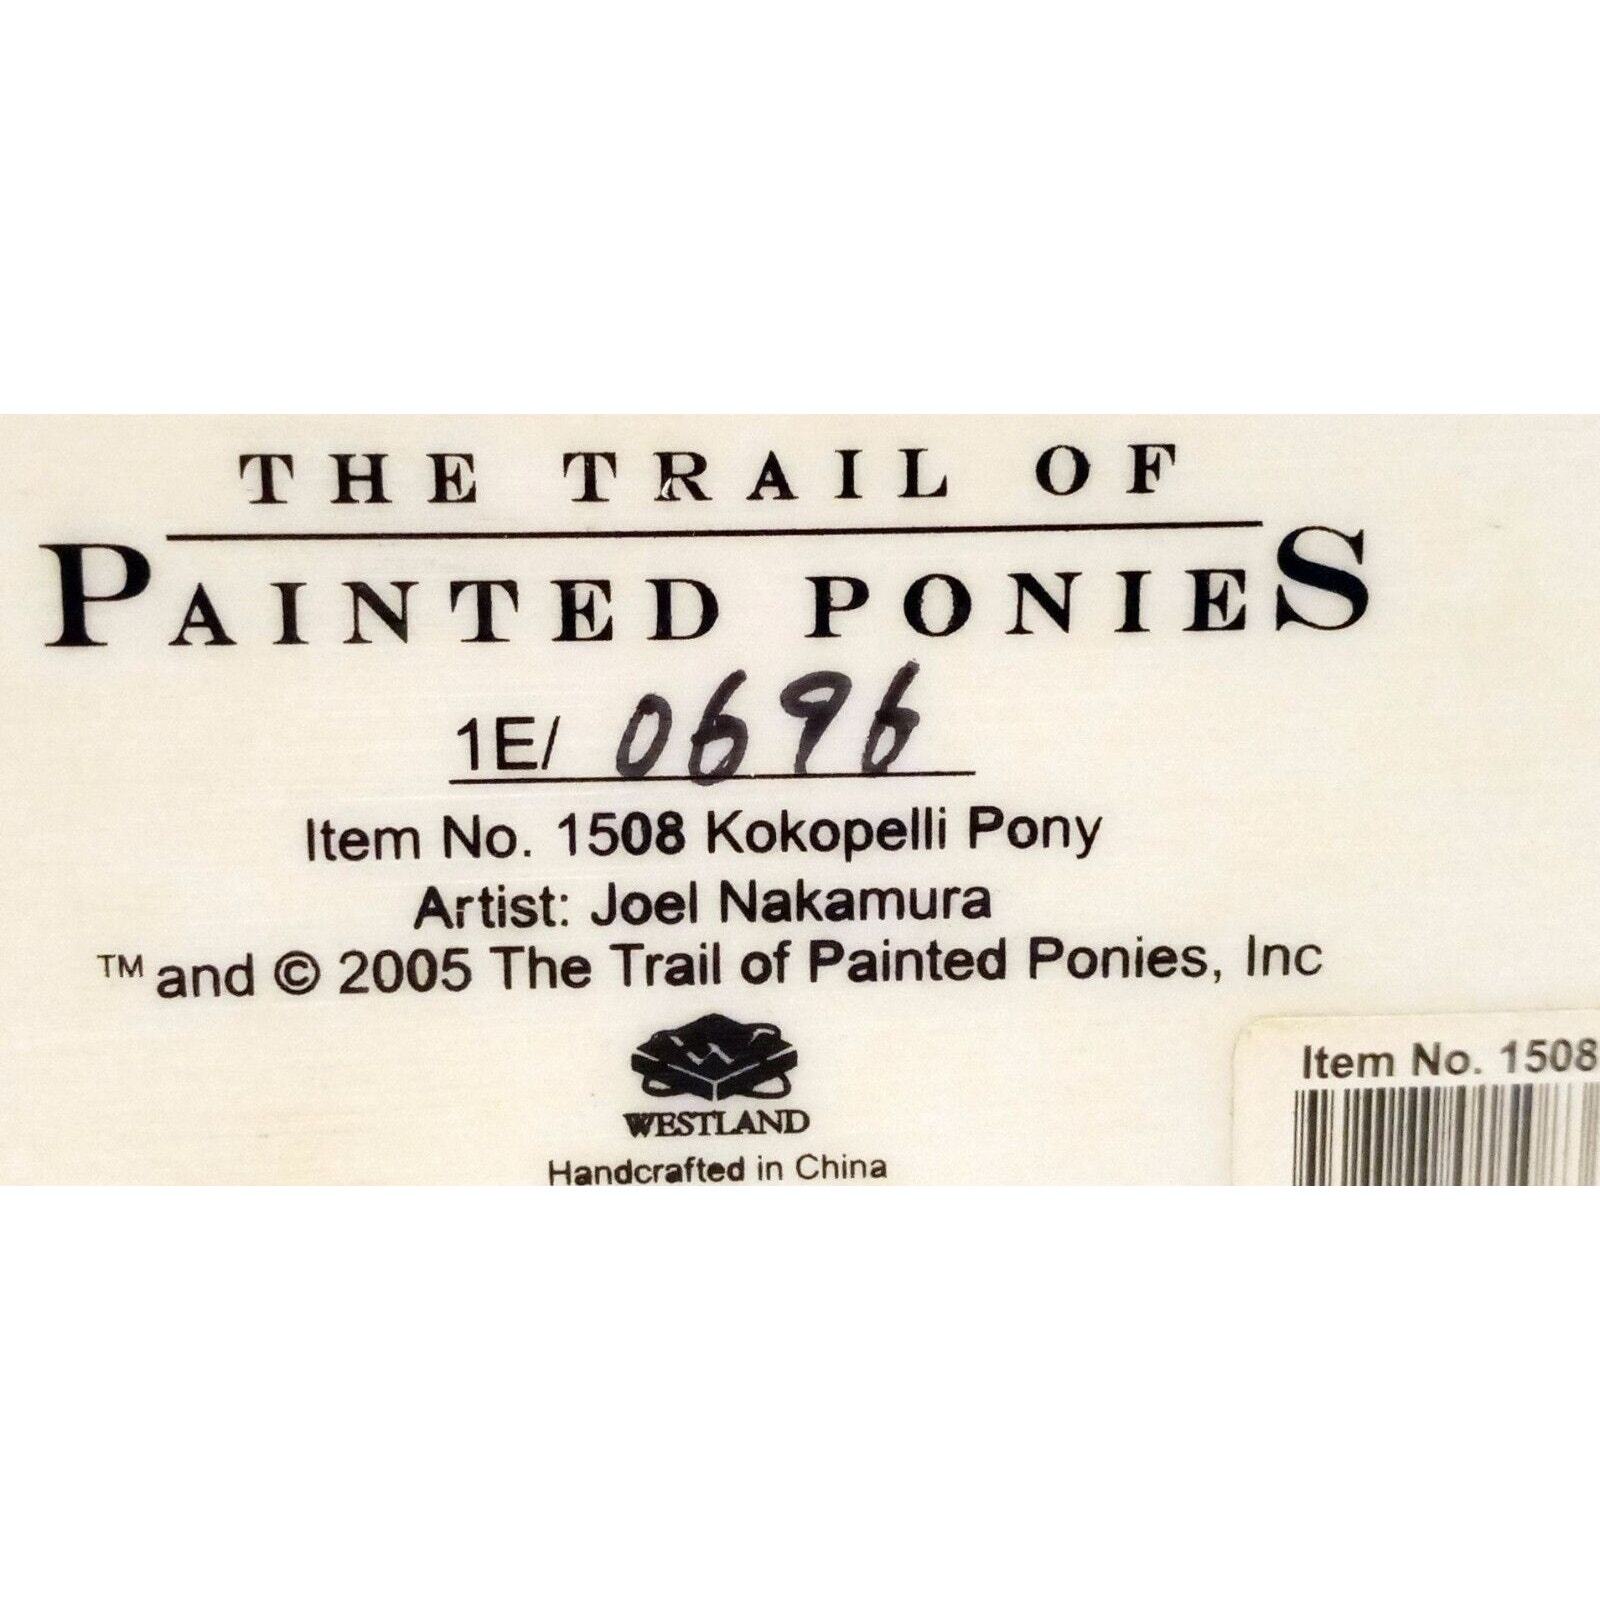 THE TRAIL OF
PAINTED PONIES
1E/ 0696
Item No. 1508 Kokopelli Pony
Artist: Joel Nakamura
™ and © 2005 The Trail of Painted Ponies, Inc
W
WESTLAND
Handcrafted in China
Item No. 1508